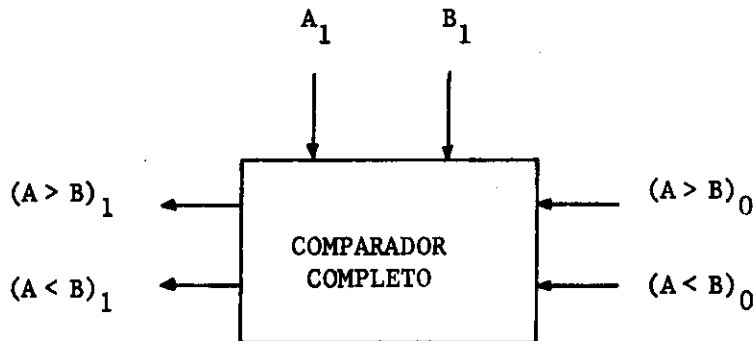 A₁ B₁
(A > B)₁ (A > B)₀
COMPARADOR
COMPLETO
(A < B)₁ (A < B)₀